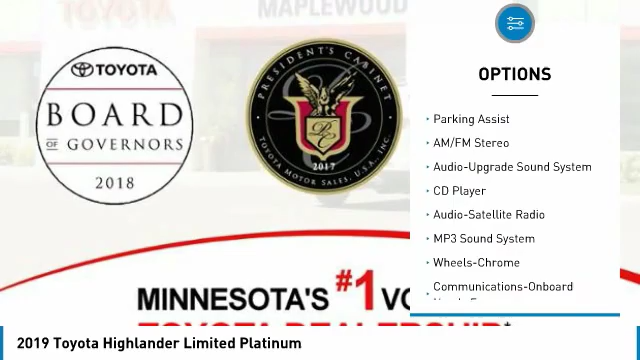 MAPLEWOOD
TOYOTA
BOARD
OF GOVERNORS
2018
PRESIDENT'S CABINET
PC
2017
TOYOTA MOTOR SALES, U.S.A., INC.
MINNESOTA'S #1
OPTIONS
• Parking Assist
• AM/FM Stereo
• Audio-Upgrade Sound System
• CD Player
• Audio-Satellite Radio
• MP3 Sound System
• Wheels-Chrome
• Communications-Onboard
2019 Toyota Highlander Limited Platinum